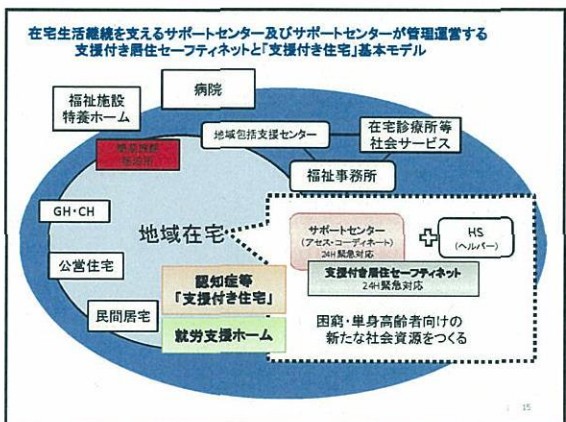 在宅生活継続を支えるサポートセンター及びサポートセンターが管理運営する
支援付き居住セーフティネットと「支援付き住宅」基本モデル
病院
福祉施設
特養ホーム
地域包括支援センター
在宅診療所等
社会サービス
福祉事務所
GH・CH
地域在宅
サポートセンター
(アセス・コーディネート)
24H緊急対応
HS
(ヘルパー)
支援付き居住セーフティネット
24H緊急対応
公営住宅
認知症等
「支援付き住宅」
民間居宅
就労支援ホーム
困窮・単身高齢者向けの
新たな社会資源をつくる
15